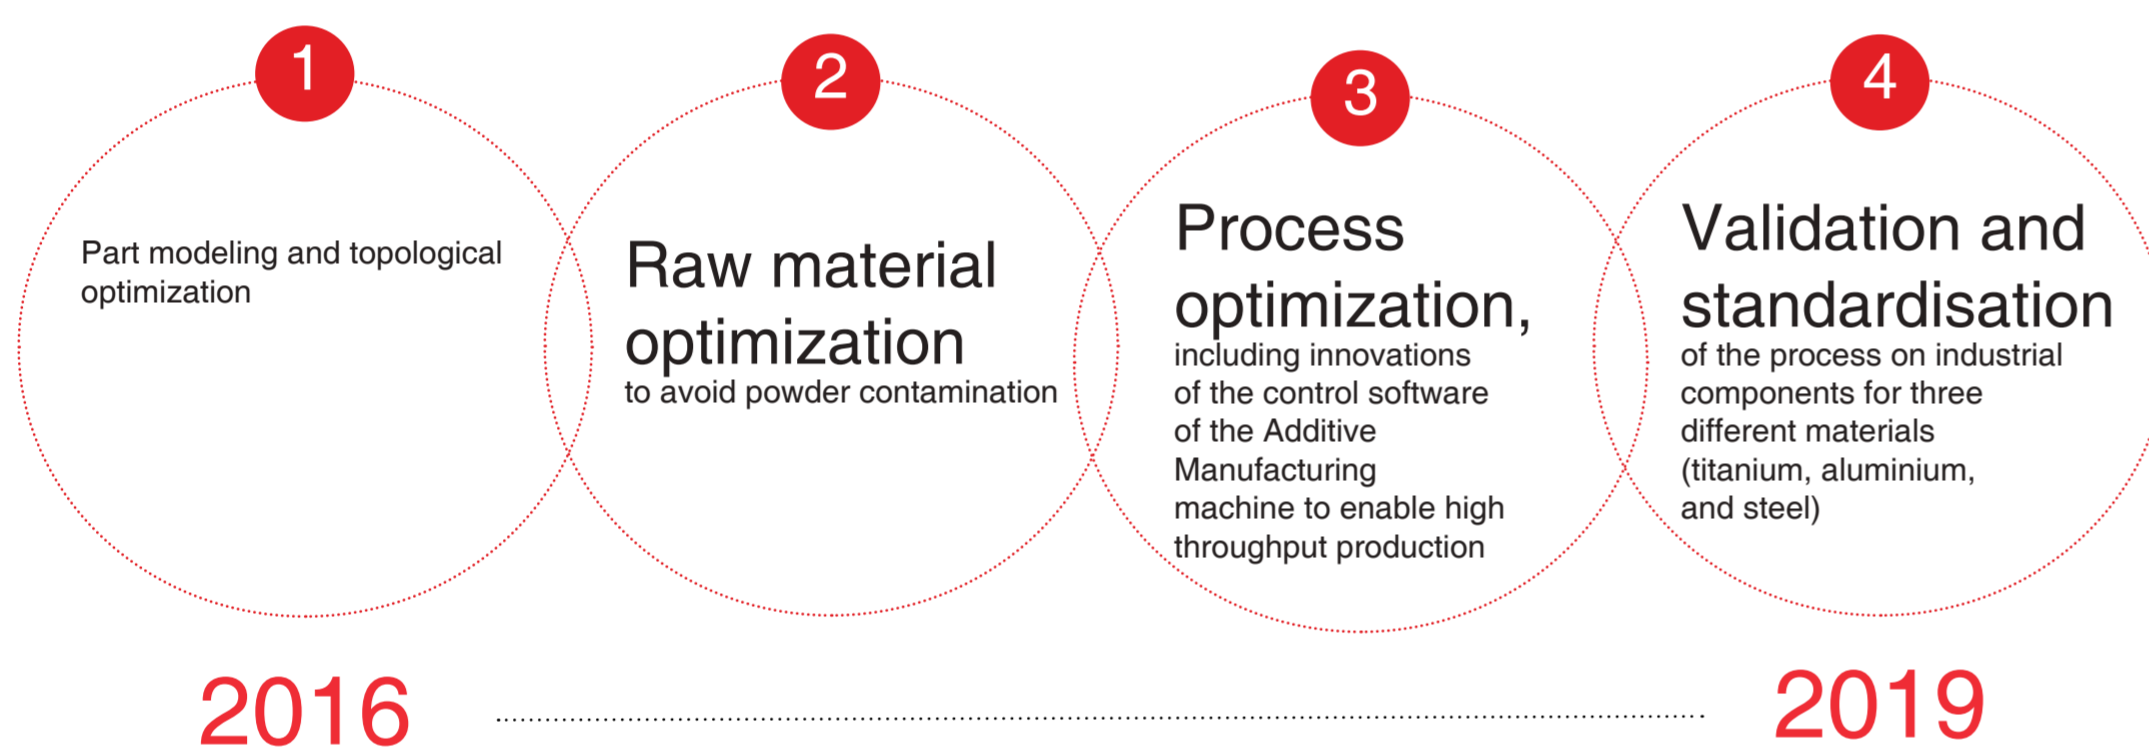 1
Part modeling and topological
optimization
2
Raw material
optimization
to avoid powder contamination
3
Process
optimization,
including innovations
of the control software
of the Additive
Manufacturing
machine to enable high
throughput production
4
Validation and
standardisation
of the process on industrial
components for three
different materials
(titanium, aluminium,
and steel)
2016
2019